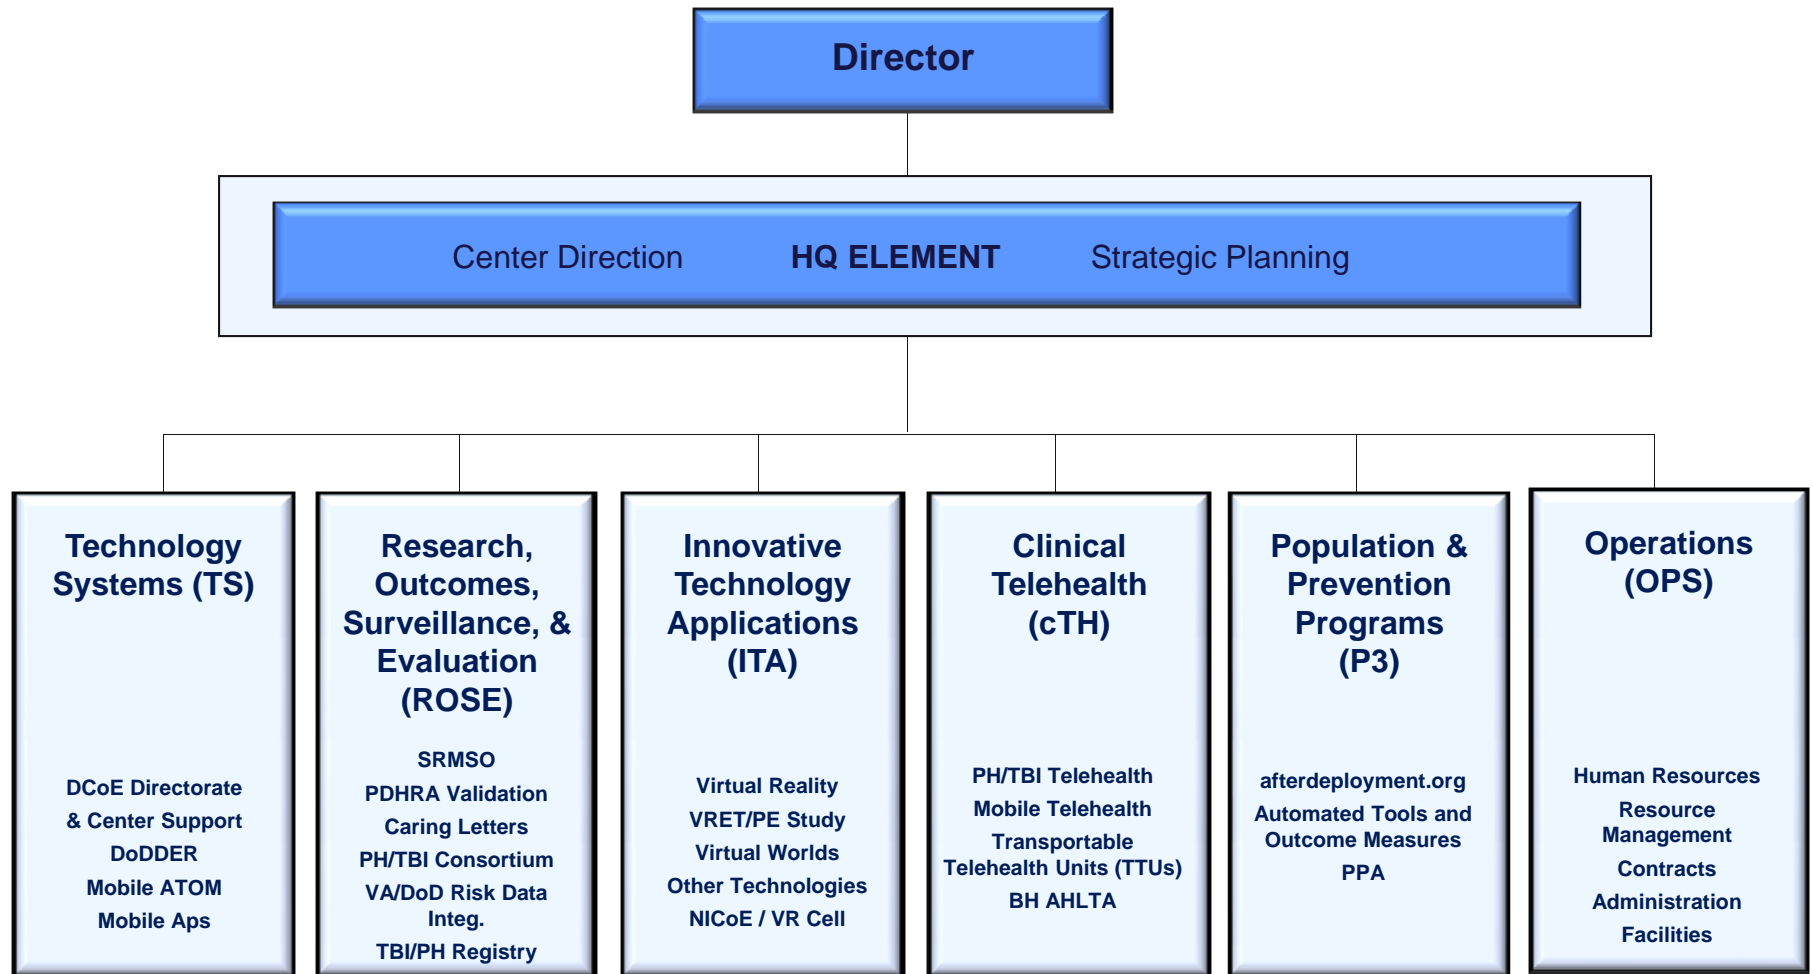 Director
Center Direction HQ ELEMENT Strategic Planning
Technology
Systems (TS)
DCoE Directorate
& Center Support
DoDDER
Mobile ATOM
Mobile Aps
Research,
Outcomes,
Surveillance, &
Evaluation
(ROSE)
SRMSO
PDHRA Validation
Caring Letters
PH/TBI Consortium
VA/DoD Risk Data
Integ.
TBI/PH Registry
Innovative
Technology
Applications
(ITA)
Virtual Reality
VRET/PE Study
Virtual Worlds
Other Technologies
NICoE / VR Cell
Clinical
Telehealth
(cTH)
PH/TBI Telehealth
Mobile Telehealth
Transportable
Telehealth Units (TTUs)
BH AHLTA
Population &
Prevention
Programs
(P3)
afterdeployment.org
Automated Tools and
Outcome Measures
PPA
Operations
(OPS)
Human Resources
Resource
Management
Contracts
Administration
Facilities